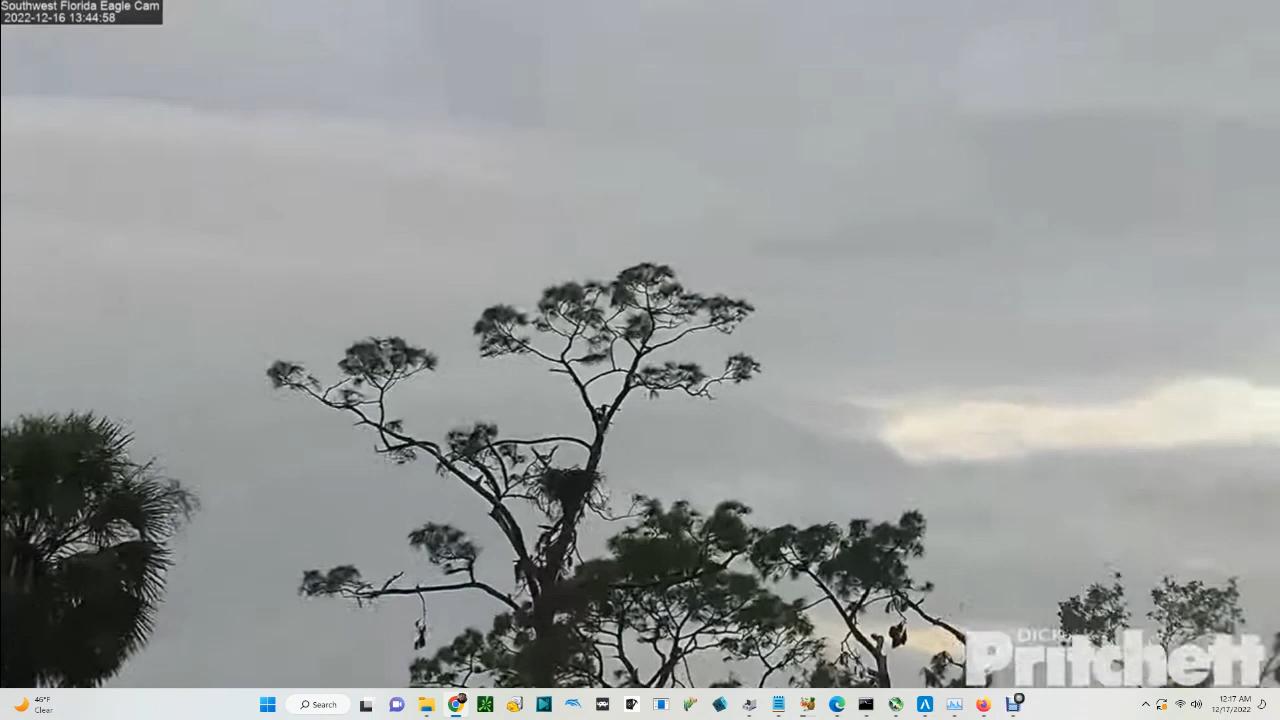 Southwest Florida Eagle Cam
2022-12-16 13:44:58
DICK
Pritchett
46°F
Clear
Search
12:17 AM
12/17/2022